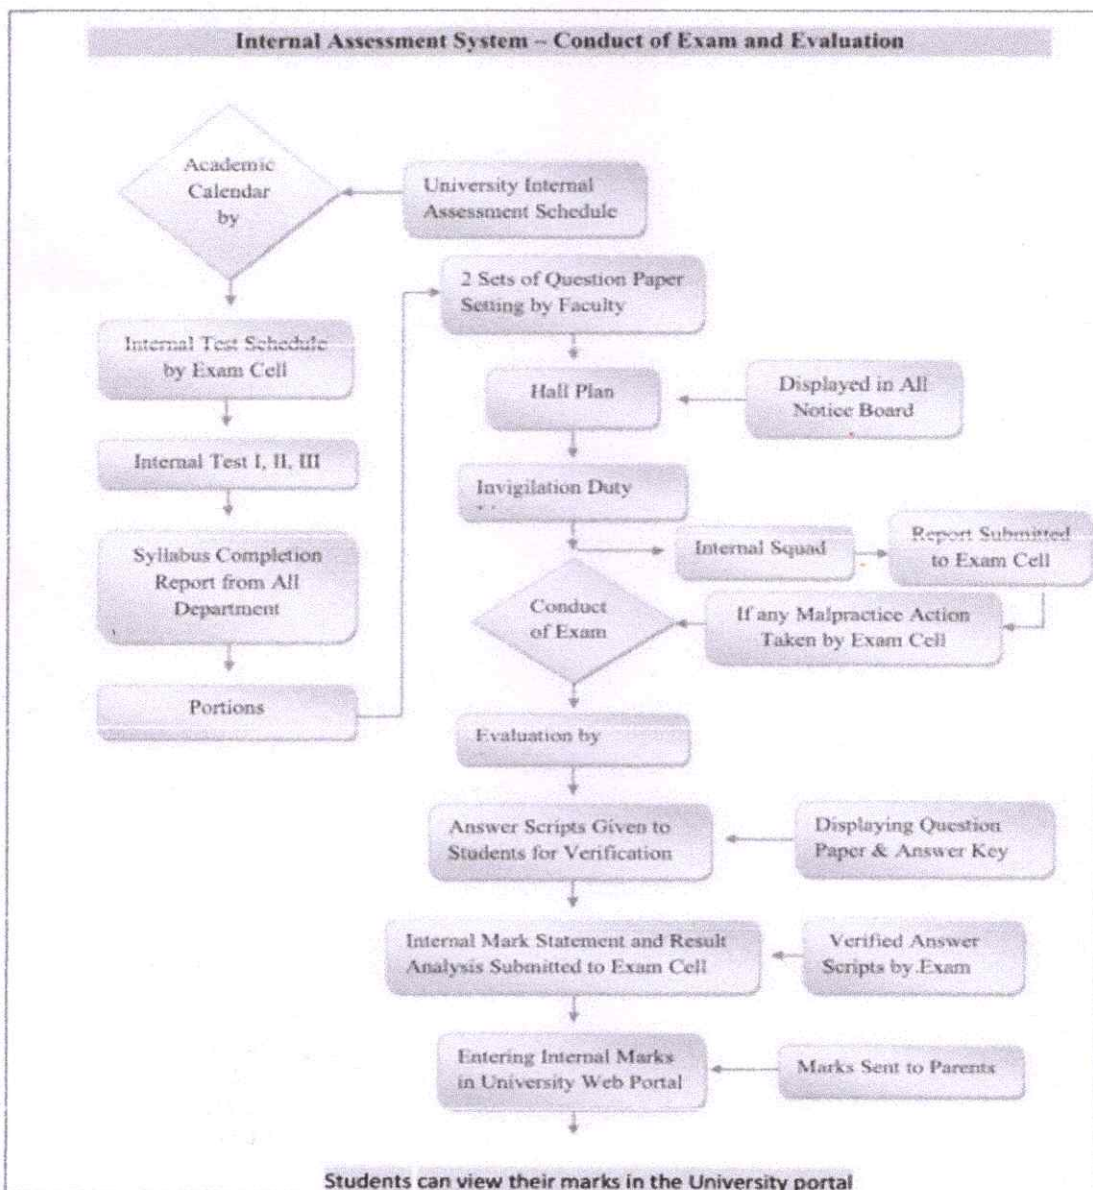 Internal Assessment System – Conduct of Exam and Evaluation
Academic
Calendar
by
University Internal
Assessment Schedule
Internal Test Schedule
by Exam Cell
Internal Test I, II, III
Syllabus Completion
Report from All
Department
Portions
2 Sets of Question Paper
Setting by Faculty
Hall Plan
Displayed in All
Notice Board
Invigilation Duty
Internal Squad
Report Submitted
to Exam Cell
If any Malpractice Action
Taken by Exam Cell
Conduct
of Exam
Evaluation by
Answer Scripts Given to
Students for Verification
Displaying Question
Paper & Answer Key
Internal Mark Statement and Result
Analysis Submitted to Exam Cell
Verified Answer
Scripts by Exam
Entering Internal Marks
in University Web Portal
Marks Sent to Parents
Students can view their marks in the University portal